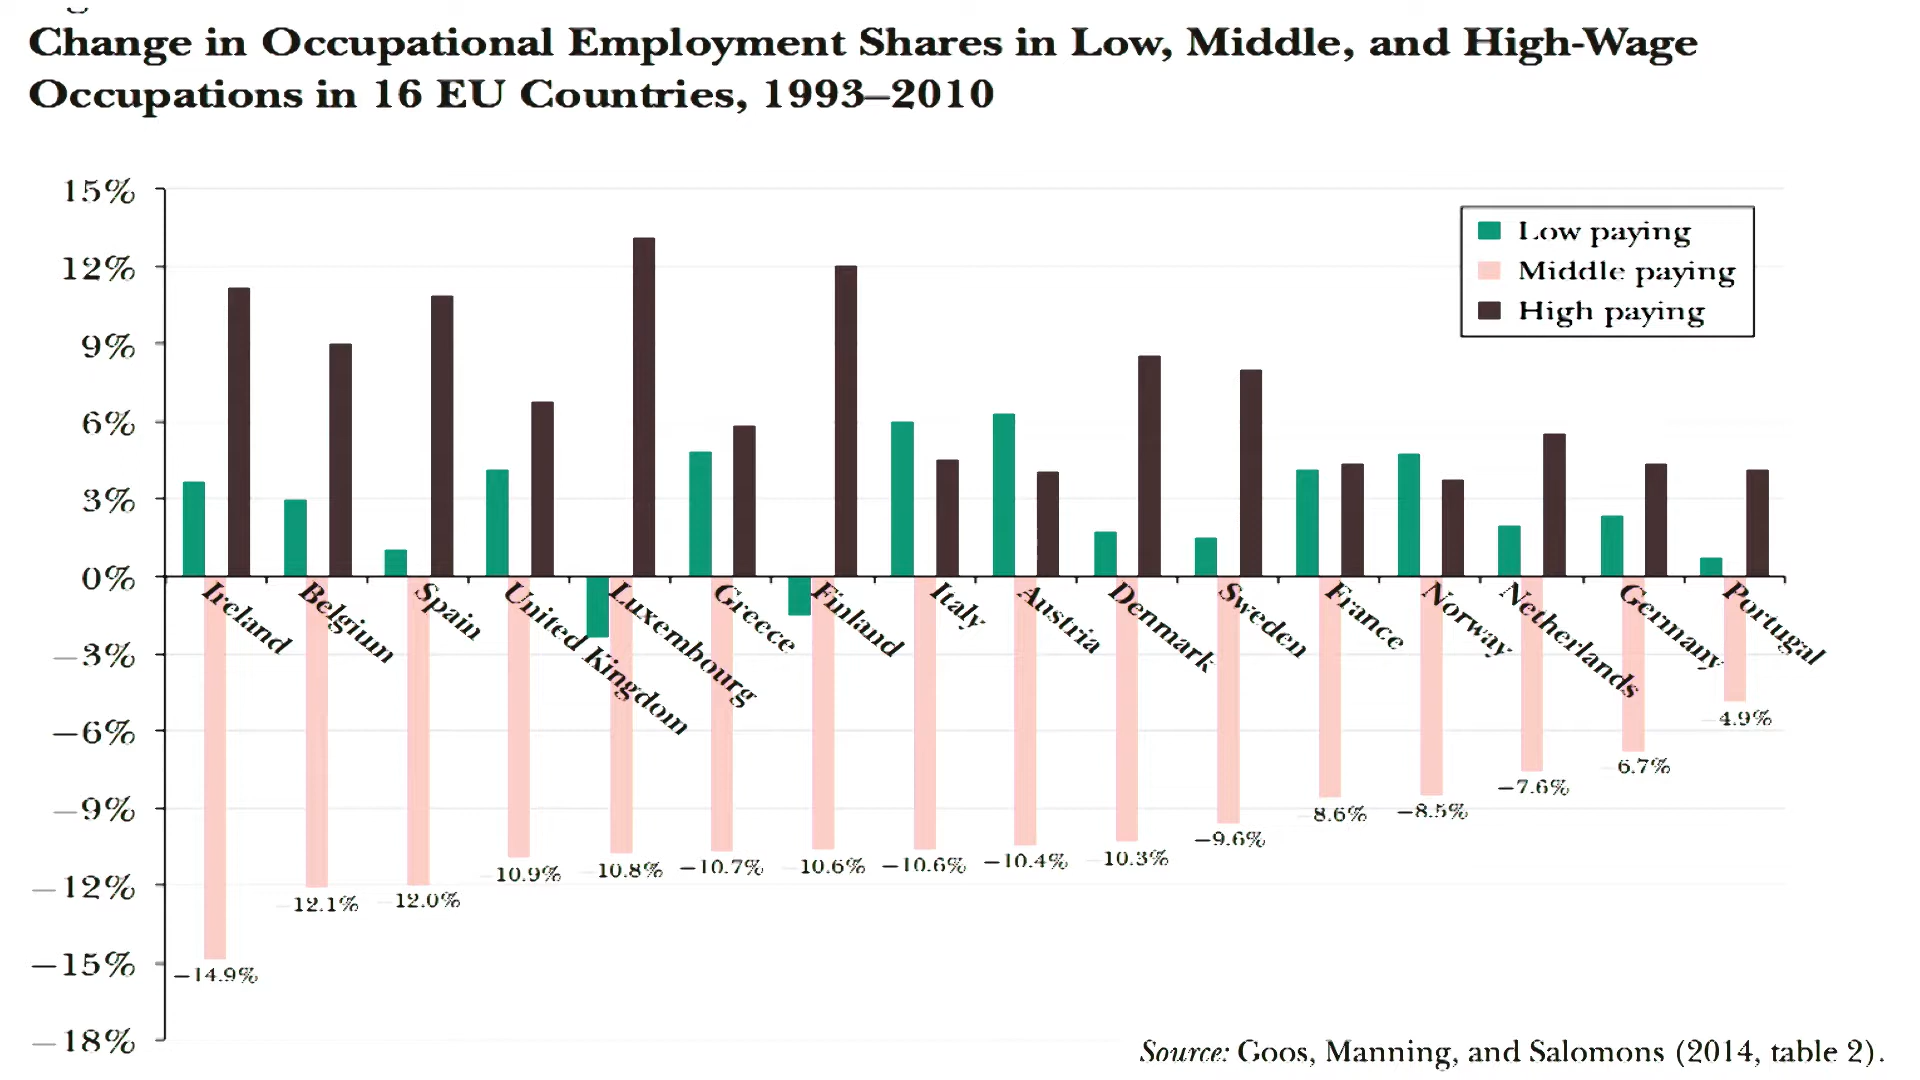 Change in Occupational Employment Shares in Low, Middle, and High-Wage
Occupations in 16 EU Countries, 1993–2010
15%
12%
9%
6%
3%
0%
−3%
−6%
−9%
−12%
−15%
−18%
Low paying
Middle paying
High paying
Ireland
Belgium
Spain
United Kingdom
Luxembourg
Greece
Finland
Italy
Austria
Denmark
Sweden
France
Norway
Netherlands
Germany
Portugal
−14.9%
−12.1%
−12.0%
−10.9%
−10.8%
−10.7%
−10.6%
−10.6%
−10.4%
−10.3%
−9.6%
−8.6%
−8.5%
−7.6%
−6.7%
−4.9%
Source: Goos, Manning, and Salomons (2014, table 2).